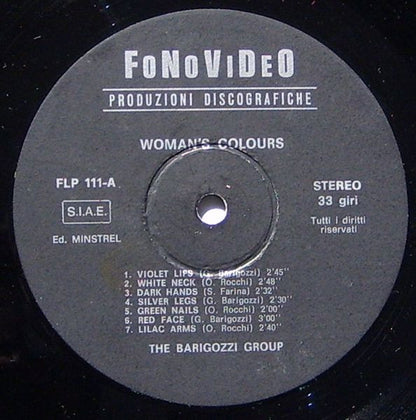 FoNoViDeO
PRODUZIONI DISCOGRAFICHE
WOMAN'S COLOURS
FLP 111-A
S.I.A.E.
Ed. MINSTREL
STEREO
33 giri
Tutti i diritti
riservati
1. VIOLET LIPS (G. Barigozzi) 2'45''
2. WHITE NECK (O. Rocchi) 2'48''
3. DARK HANDS (S. Farina) 2'32''
4. SILVER LEGS (G. Barigozzi) 2'30''
5. GREEN NAILS (O. Rocchi) 2'00''
6. RED FACE (G. Barigozzi) 3'00''
7. LILAC ARMS (O. Rocchi) 2'40''
THE BARIGOZZI GROUP